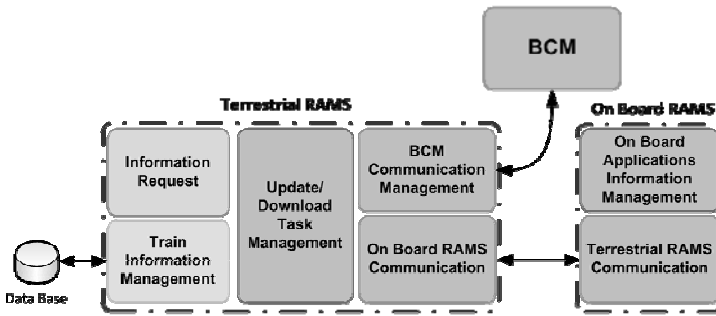 BCM
Terrestrial RAMS
On Board RAMS
Information
Request
Update/
Download
Task
Management
BCM
Communication
Management
On Board
Applications
Information
Management
Train
Information
Management
On Board RAMS
Communication
Terrestrial RAMS
Communication
Data Base